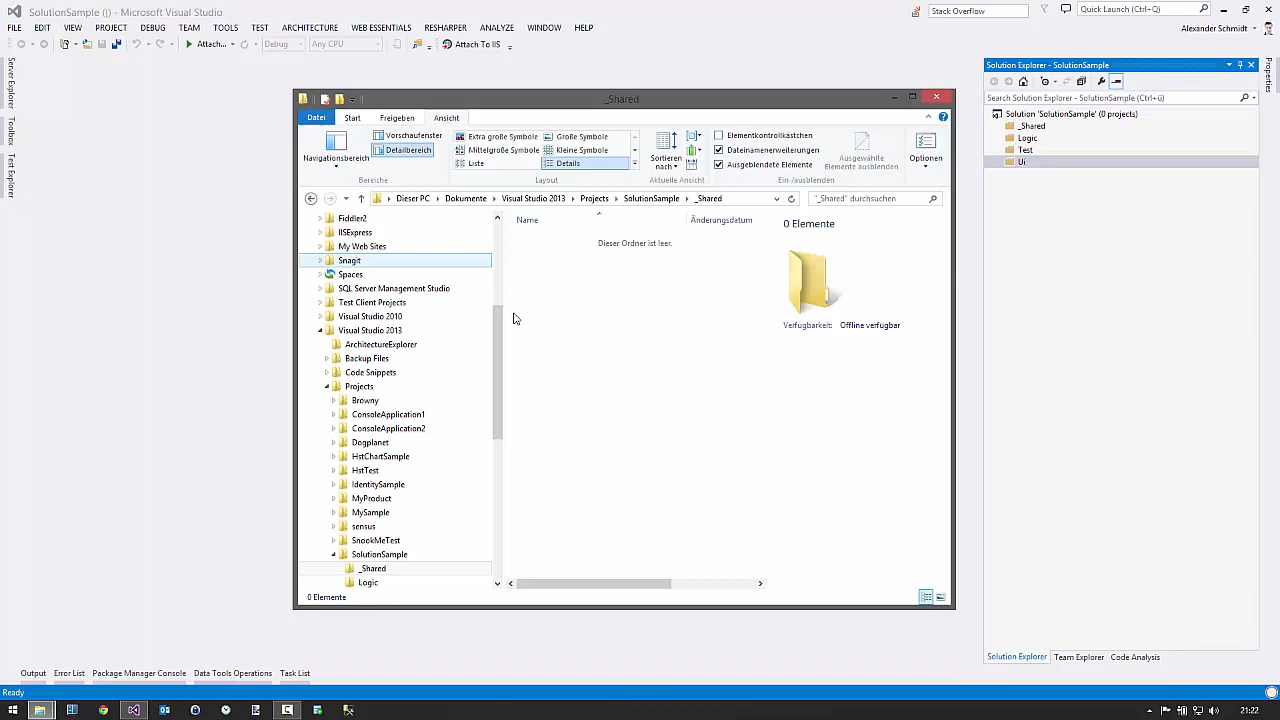 SolutionSample (|) - Microsoft Visual Studio
Stack Overflow
Quick Launch (Ctrl+Q)
FILE EDIT VIEW PROJECT DEBUG TEAM TOOLS TEST ARCHITECTURE WEB ESSENTIALS RESHARPER ANALYZE WINDOW HELP
Alexander Schmidt
Attach...
Debug
Any CPU
Attach To IIS
Server Explorer
Toolbox
Test Explorer
_Shared
Datei Start Freigeben Ansicht
Navigationsbereich
Vorschaufenster
Detailbereich
Bereiche
Extra große Symbole
Große Symbole
Mittelgroße Symbole
Kleine Symbole
Liste
Details
Layout
Sortieren nach
Aktuelle Ansicht
Elementkontrollkästchen
Dateinamenerweiterungen
Ausgeblendete Elemente
Ausgewählte Elemente ausblenden
Ein-/ausblenden
Optionen
Dieser PC
Dokumente
Visual Studio 2013
Projects
SolutionSample
_Shared
"_Shared" durchsuchen
Fiddler2
IISExpress
My Web Sites
Snagit
Spaces
SQL Server Management Studio
Test Client Projects
Visual Studio 2010
Visual Studio 2013
ArchitectureExplorer
Backup Files
Code Snippets
Projects
Browny
ConsoleApplication1
ConsoleApplication2
Dogplanet
HstChartSample
HstTest
IdentitySample
MyProduct
MySample
sensus
SnookMeTest
SolutionSample
_Shared
Logic
Name
Änderungsdatum
Dieser Ordner ist leer.
0 Elemente
Verfügbarkeit: Offline verfügbar
0 Elemente
Solution Explorer - SolutionSample
Search Solution Explorer - SolutionSample (Ctrl+ü)
Solution 'SolutionSample' (0 projects)
_Shared
Logic
Test
Ui
Properties
Solution Explorer Team Explorer Code Analysis
Output Error List Package Manager Console Data Tools Operations Task List
Ready
21:22